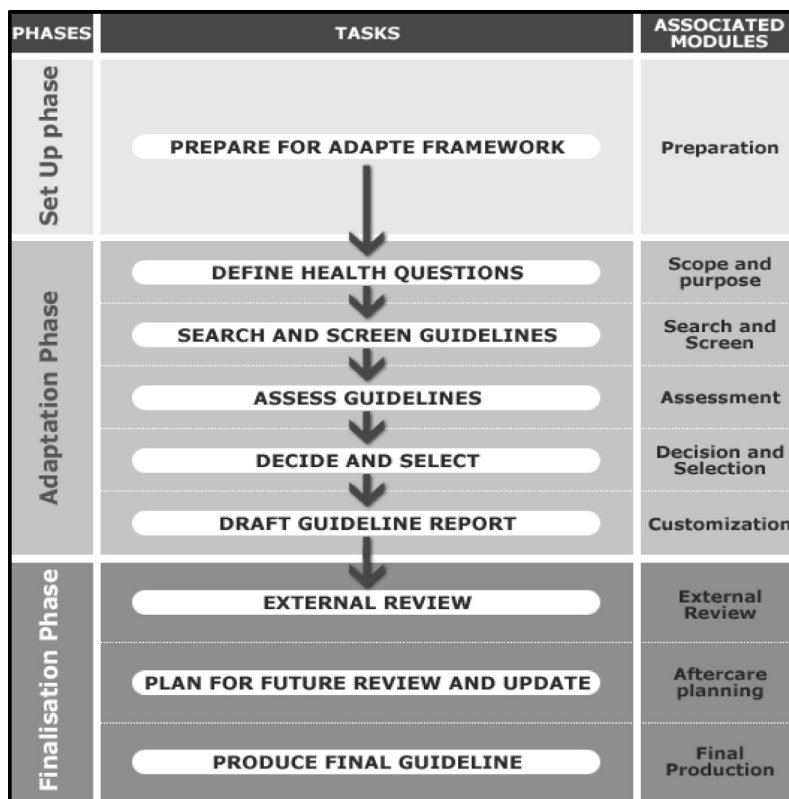 PHASES
TASKS
ASSOCIATED
MODULES
Set Up phase
PREPARE FOR ADAPTE FRAMEWORK
Preparation
Adaptation Phase
DEFINE HEALTH QUESTIONS
Scope and
purpose
SEARCH AND SCREEN GUIDELINES
Search and
Screen
ASSESS GUIDELINES
Assessment
DECIDE AND SELECT
Decision and
Selection
DRAFT GUIDELINE REPORT
Customization
Finalisation Phase
EXTERNAL REVIEW
External
Review
PLAN FOR FUTURE REVIEW AND UPDATE
Aftercare
planning
PRODUCE FINAL GUIDELINE
Final
Production